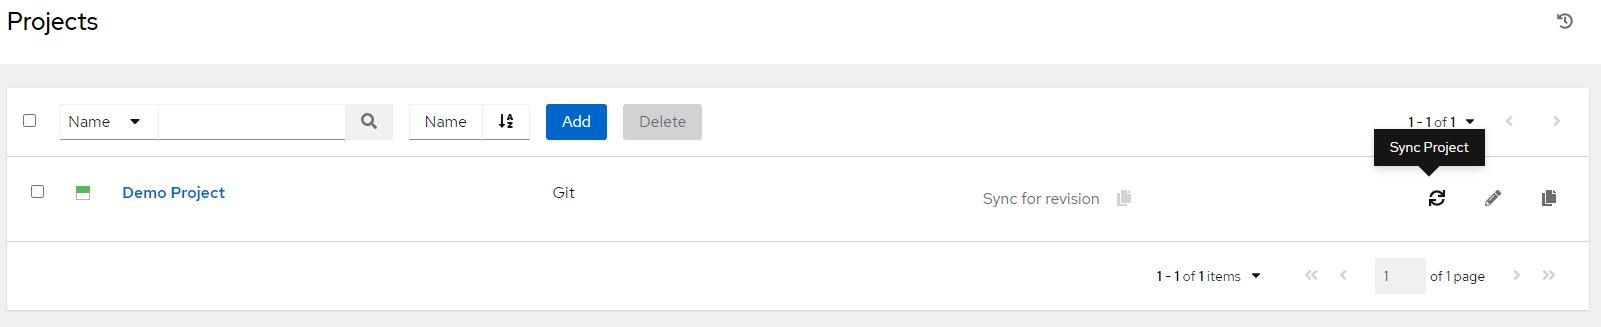 Projects
Name Name Add Delete 1 - 1 of 1
Sync Project
Demo Project Git Sync for revision
1 - 1 of 1 items 1 of 1 page